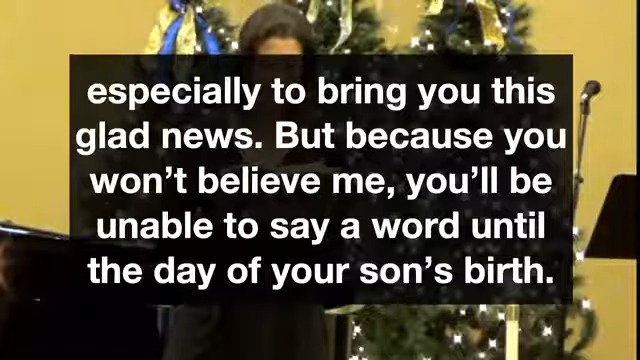 especially to bring you this
glad news. But because you
won’t believe me, you’ll be
unable to say a word until
the day of your son’s birth.